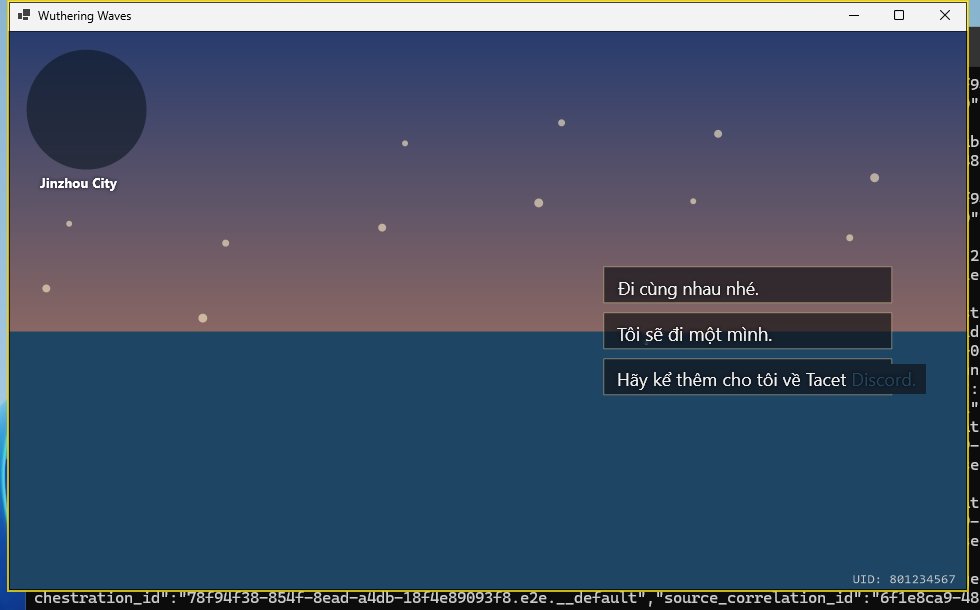 Wuthering Waves
Jinzhou City
Đi cùng nhau nhé.
Tôi sẽ đi một mình.
Hãy kể thêm cho tôi về Tacet Discord.
UID: 801234567
chestration_id":"78f94f38-854f-8ead-a4db-18f4e89093f8.e2e.__default","source_correlation_id":"6f1e8ca9-48